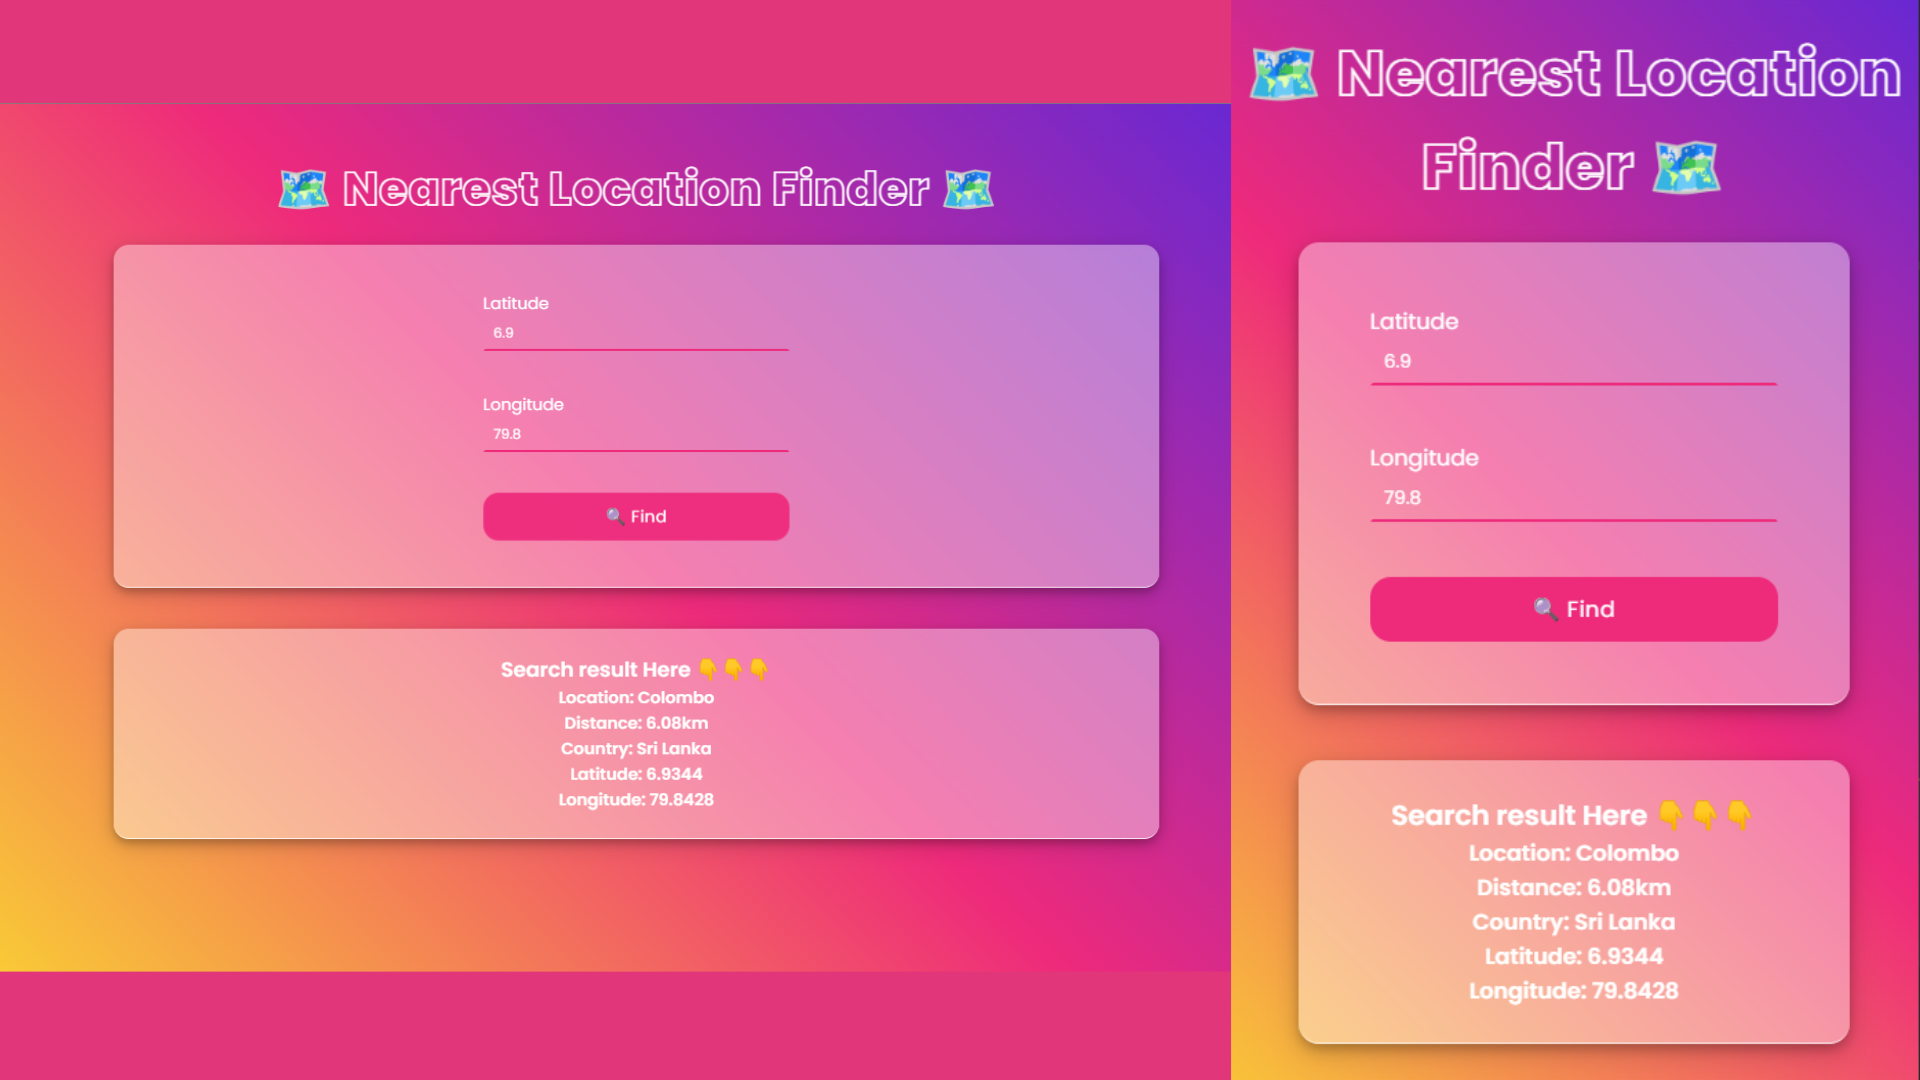 🗺️ Nearest Location Finder 🗺️
Latitude
6.9
Longitude
79.8
🔍 Find
Search result Here 👇👇👇
Location: Colombo
Distance: 6.08km
Country: Sri Lanka
Latitude: 6.9344
Longitude: 79.8428
🗺️ Nearest Location
Finder 🗺️
Latitude
6.9
Longitude
79.8
🔍 Find
Search result Here 👇👇👇
Location: Colombo
Distance: 6.08km
Country: Sri Lanka
Latitude: 6.9344
Longitude: 79.8428